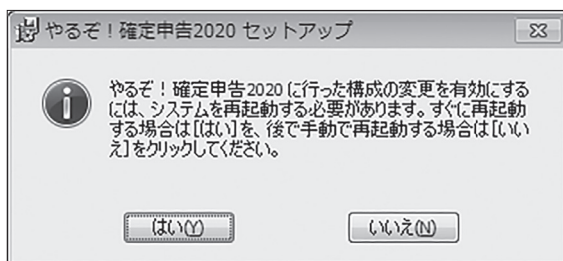 やるぞ！確定申告2020 セットアップ
やるぞ！確定申告2020 に行った構成の変更を有効にする
には、システムを再起動する必要があります。すぐに再起動
する場合は[はい]を、後で手動で再起動する場合は[いい
え]をクリックしてください。
はい(Y)
いいえ(N)